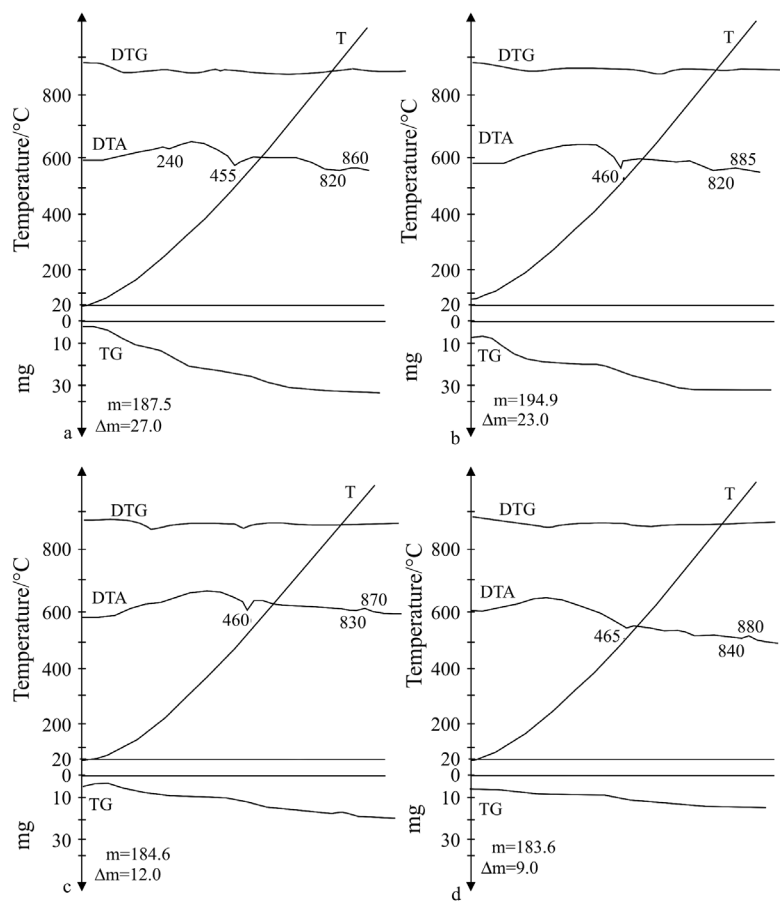 T
DTG
800
Temperature/°C
DTA
600
240
455
860
820
400
200
20
0
10
TG
mg
30
m=187.5
Δm=27.0
a
T
DTG
800
Temperature/°C
DTA
600
460
885
820
400
200
20
0
10
TG
mg
30
m=194.9
Δm=23.0
b
T
DTG
800
Temperature/°C
DTA
600
460
870
830
400
200
20
0
10
TG
mg
30
m=184.6
Δm=12.0
c
T
DTG
800
Temperature/°C
DTA
600
465
880
840
400
200
20
0
10
TG
mg
30
m=183.6
Δm=9.0
d